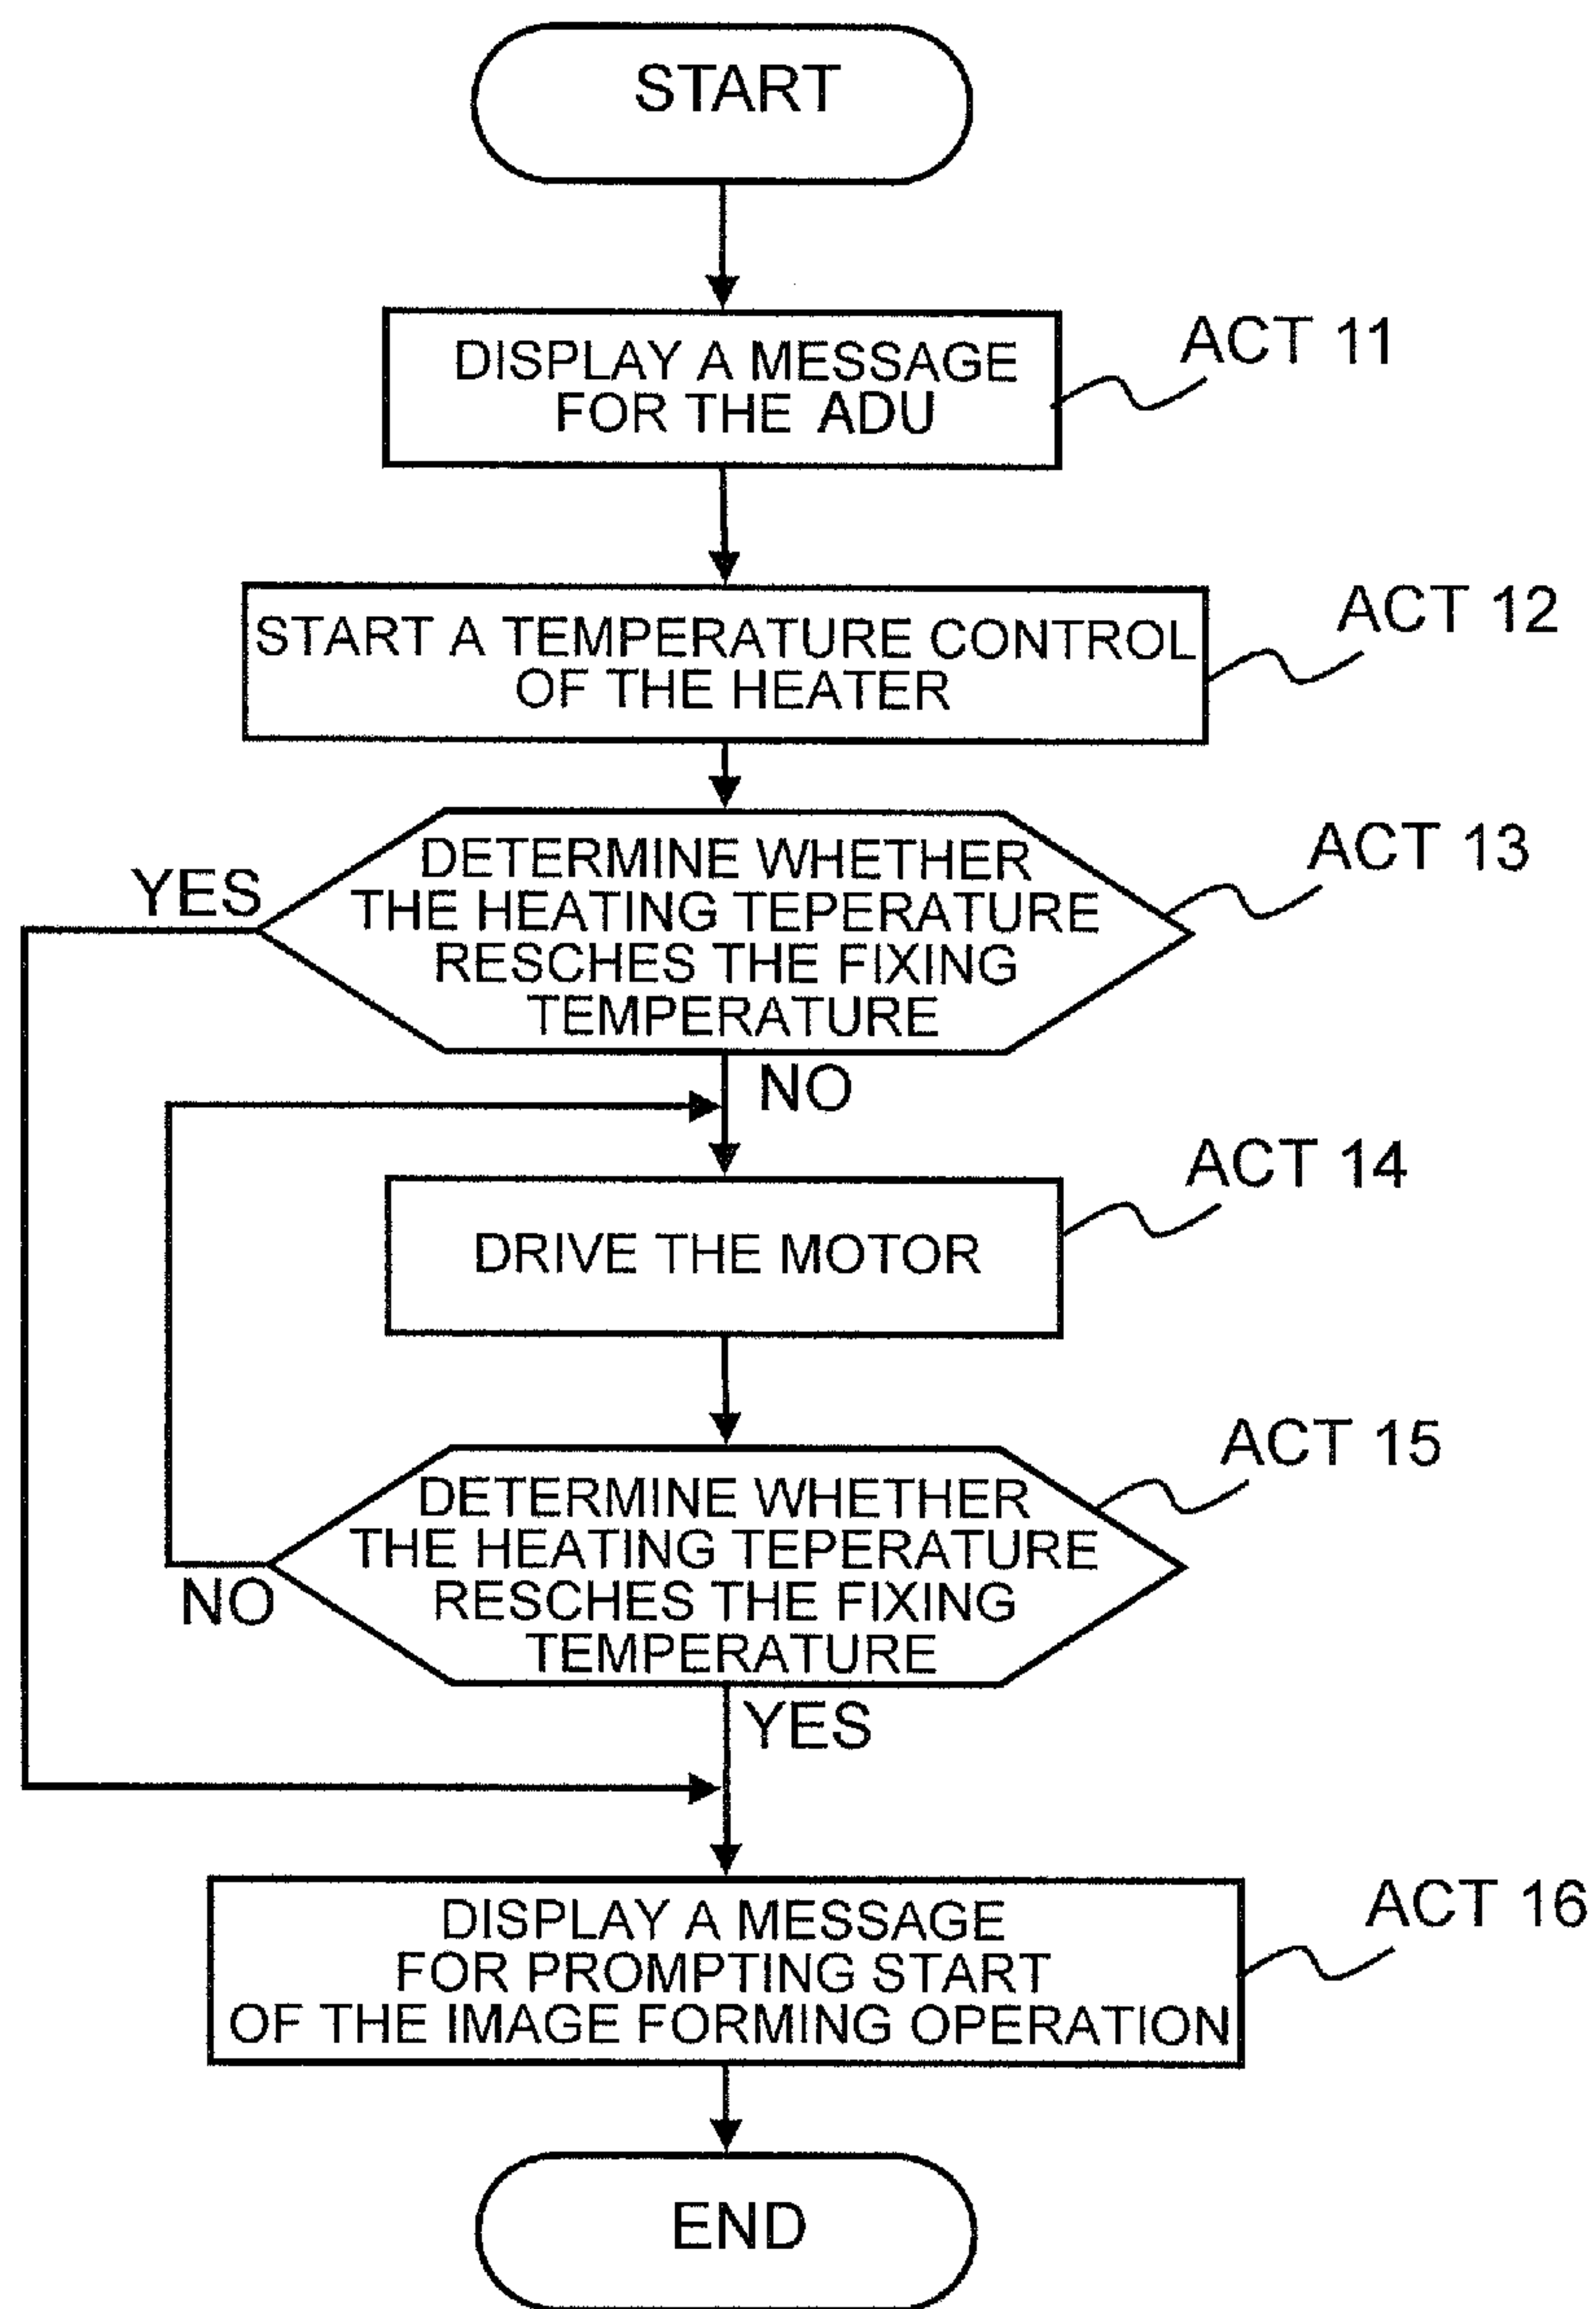 START
DISPLAY A MESSAGE
FOR THE ADU
ACT 11
START A TEMPERATURE CONTROL
OF THE HEATER
ACT 12
DETERMINE WHETHER
THE HEATING TEPERATURE
RESCHES THE FIXING
TEMPERATURE
ACT 13
YES
NO
DRIVE THE MOTOR
ACT 14
DETERMINE WHETHER
THE HEATING TEPERATURE
RESCHES THE FIXING
TEMPERATURE
ACT 15
NO
YES
DISPLAY A MESSAGE
FOR PROMPTING START
OF THE IMAGE FORMING OPERATION
ACT 16
END